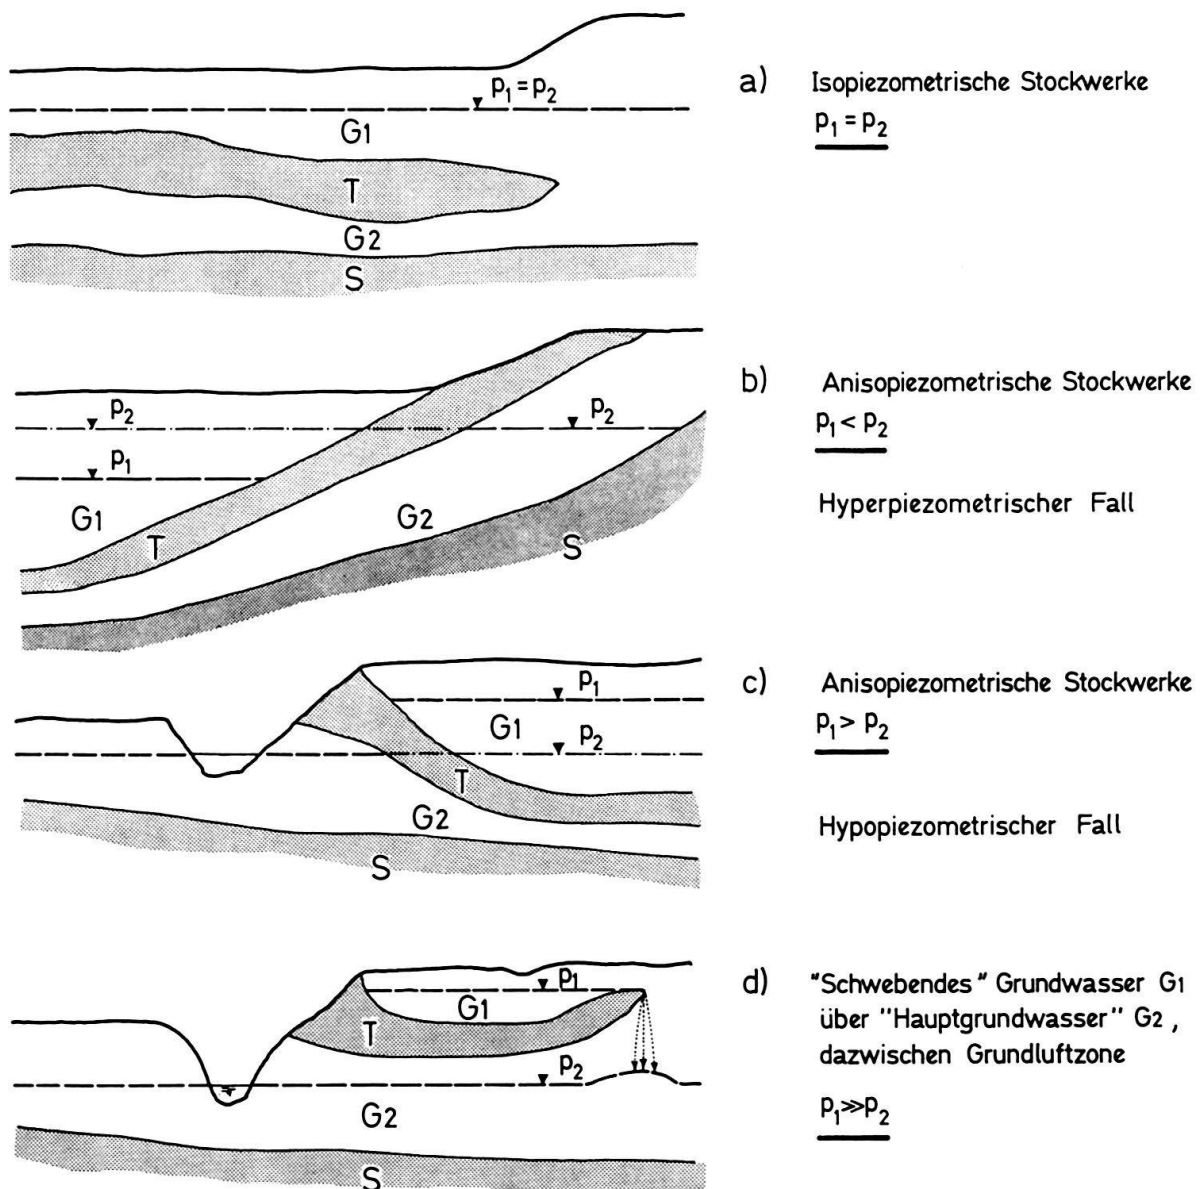 p1 = p2
G1
T
G2
S
a) Isopiezometrische Stockwerke
p1 = p2
p2
p2
p1
G1
G2
T
S
b) Anisopiezometrische Stockwerke
p1 < p2
Hyperpiezometrischer Fall
p1
G1
p2
T
G2
S
c) Anisopiezometrische Stockwerke
p1 > p2
Hypopiezometrischer Fall
p1
G1
T
p2
G2
S
d) "Schwebendes" Grundwasser G1
über "Hauptgrundwasser" G2,
dazwischen Grundluftzone
p1 ≫ p2